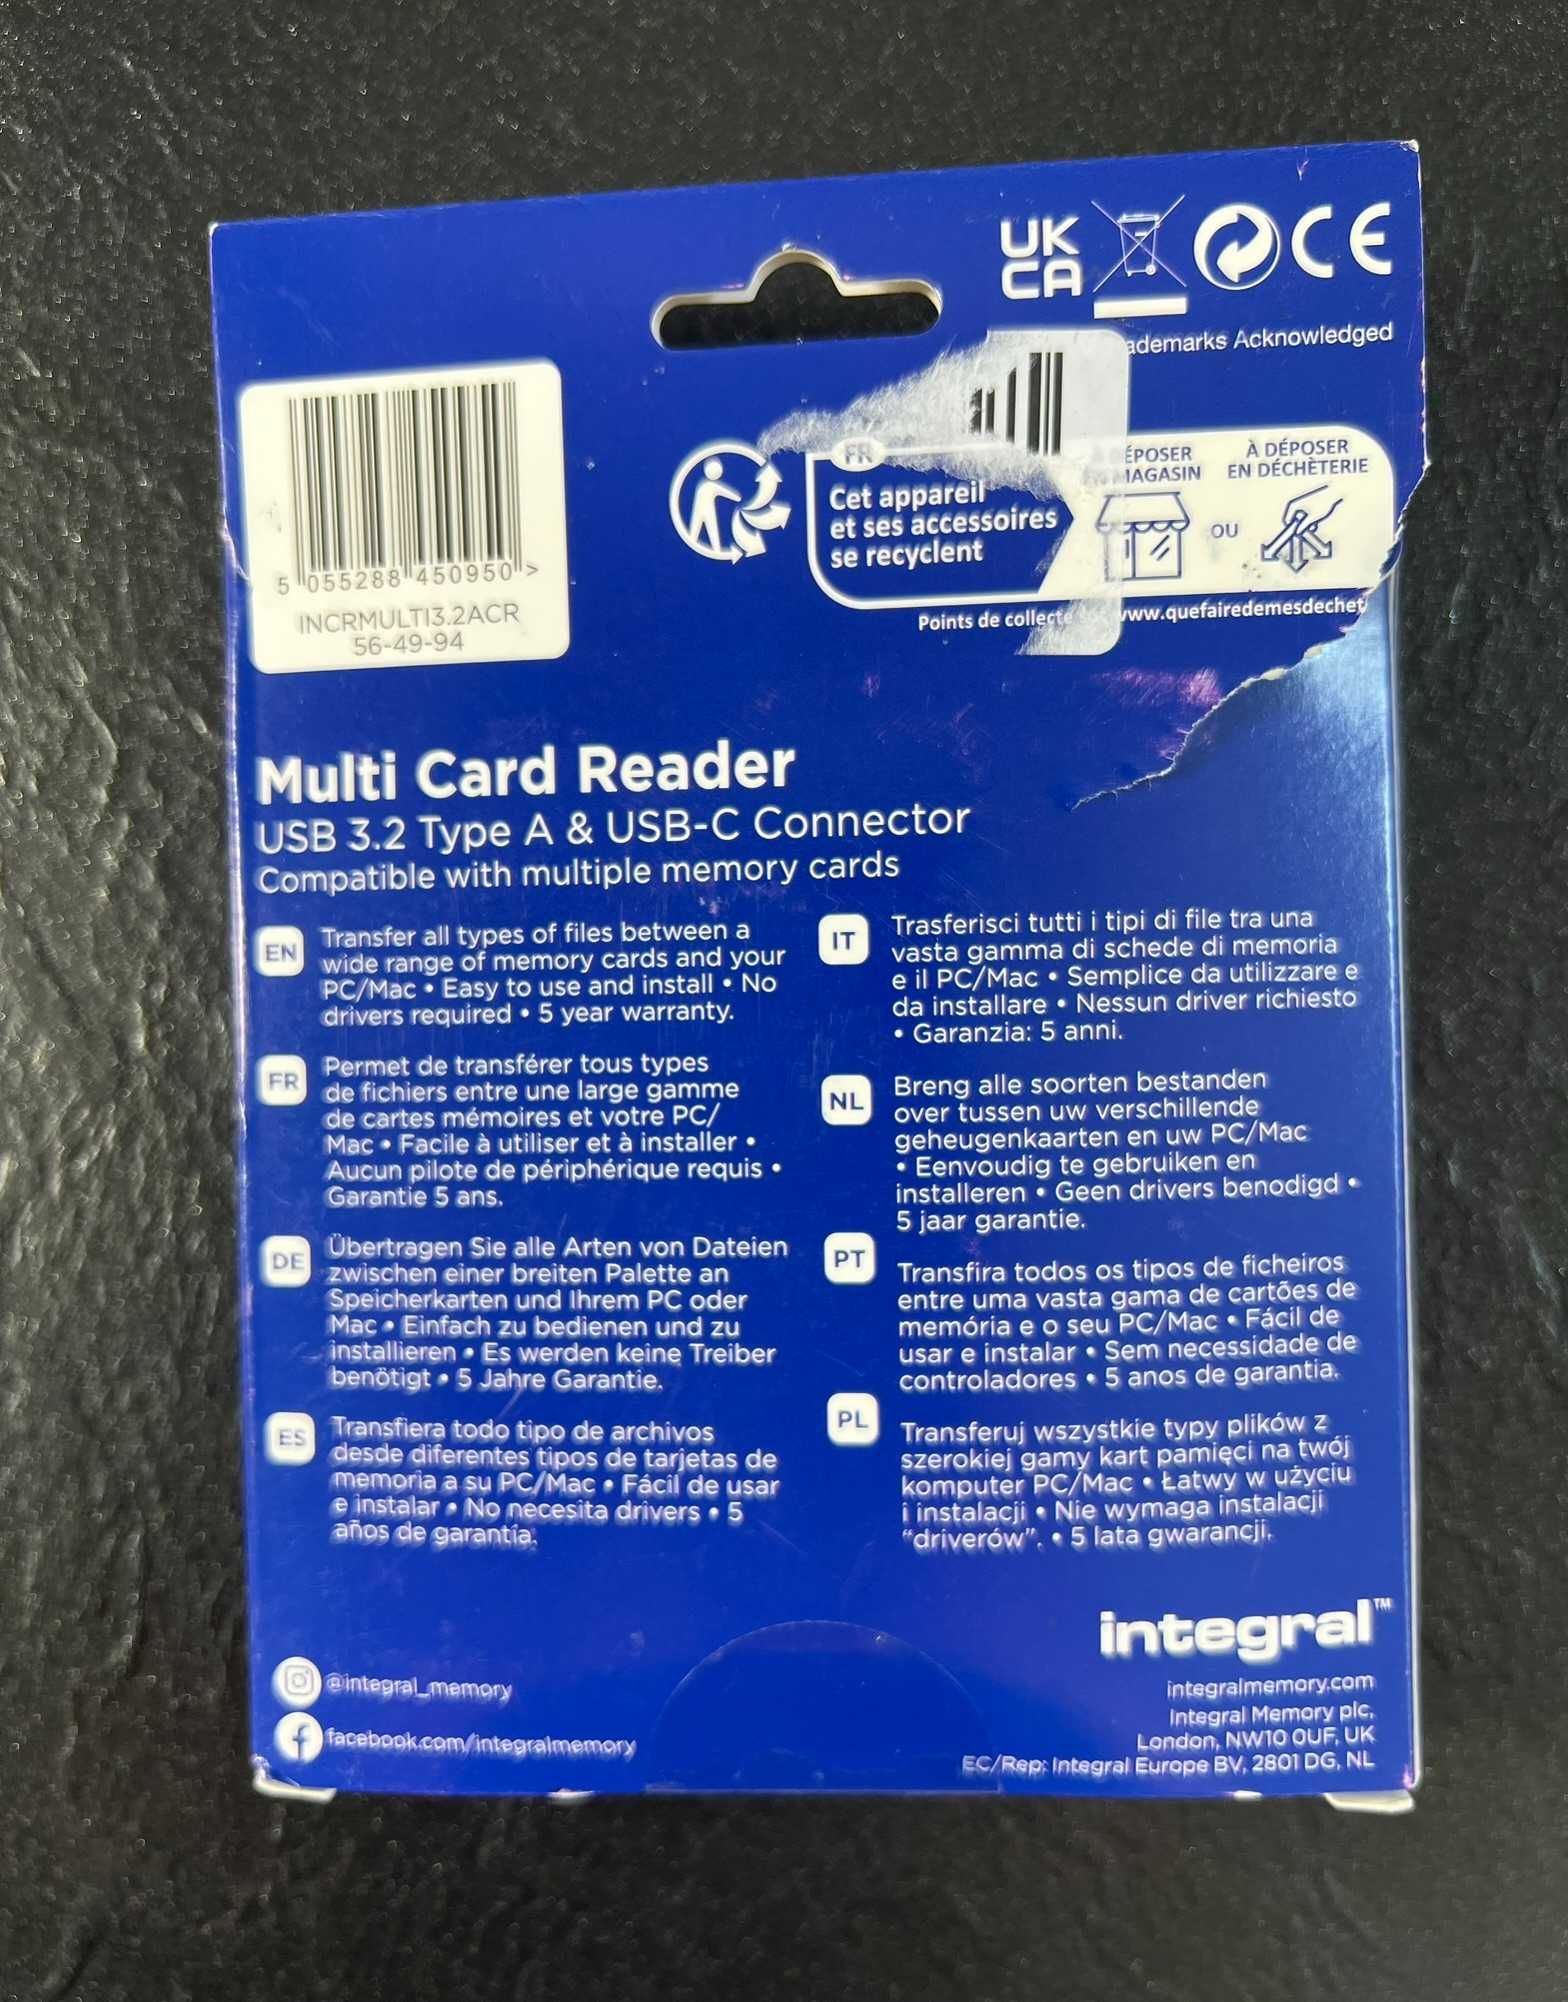 UK
CA
CE
ademarks Acknowledged
5 055288 450950 >
INCRMULTI3.2ACR
56-49-94
FR
Cet appareil
et ses accessoires
se recyclent
ÉPOSER
MAGASIN
À DÉPOSER
EN DÉCHÈTERIE
OU
Points de collecte www.quefairedemesdechet
Multi Card Reader
USB 3.2 Type A & USB-C Connector
Compatible with multiple memory cards
EN
Transfer all types of files between a
wide range of memory cards and your
PC/Mac • Easy to use and install • No
drivers required • 5 year warranty.
FR
Permet de transférer tous types
de fichiers entre une large gamme
de cartes mémoires et votre PC/
Mac • Facile à utiliser et à installer •
Aucun pilote de périphérique requis •
Garantie 5 ans.
DE
Übertragen Sie alle Arten von Dateien
zwischen einer breiten Palette an
Speicherkarten und Ihrem PC oder
Mac • Einfach zu bedienen und zu
installieren • Es werden keine Treiber
benötigt • 5 Jahre Garantie.
ES
Transfiera todo tipo de archivos
desde diferentes tipos de tarjetas de
memoria a su PC/Mac • Fácil de usar
e instalar • No necesita drivers • 5
años de garantía.
IT
Trasferisci tutti i tipi di file tra una
vasta gamma di schede di memoria
e il PC/Mac • Semplice da utilizzare e
da installare • Nessun driver richiesto
• Garanzia: 5 anni.
NL
Breng alle soorten bestanden
over tussen uw verschillende
geheugenkaarten en uw PC/Mac
• Eenvoudig te gebruiken en
installeren • Geen drivers benodigd •
5 jaar garantie.
PT
Transfira todos os tipos de ficheiros
entre uma vasta gama de cartões de
memória e o seu PC/Mac • Fácil de
usar e instalar • Sem necessidade de
controladores • 5 anos de garantia.
PL
Transferuj wszystkie typy plików z
szerokiej gamy kart pamięci na twój
komputer PC/Mac • Łatwy w użyciu
i instalacji • Nie wymaga instalacji
“driverów”. • 5 lata gwarancji.
@integral_memory
facebook.com/integralmemory
integral™
integralmemory.com
Integral Memory plc,
London, NW10 0UF, UK
EC/Rep: Integral Europe BV, 2801 DG, NL